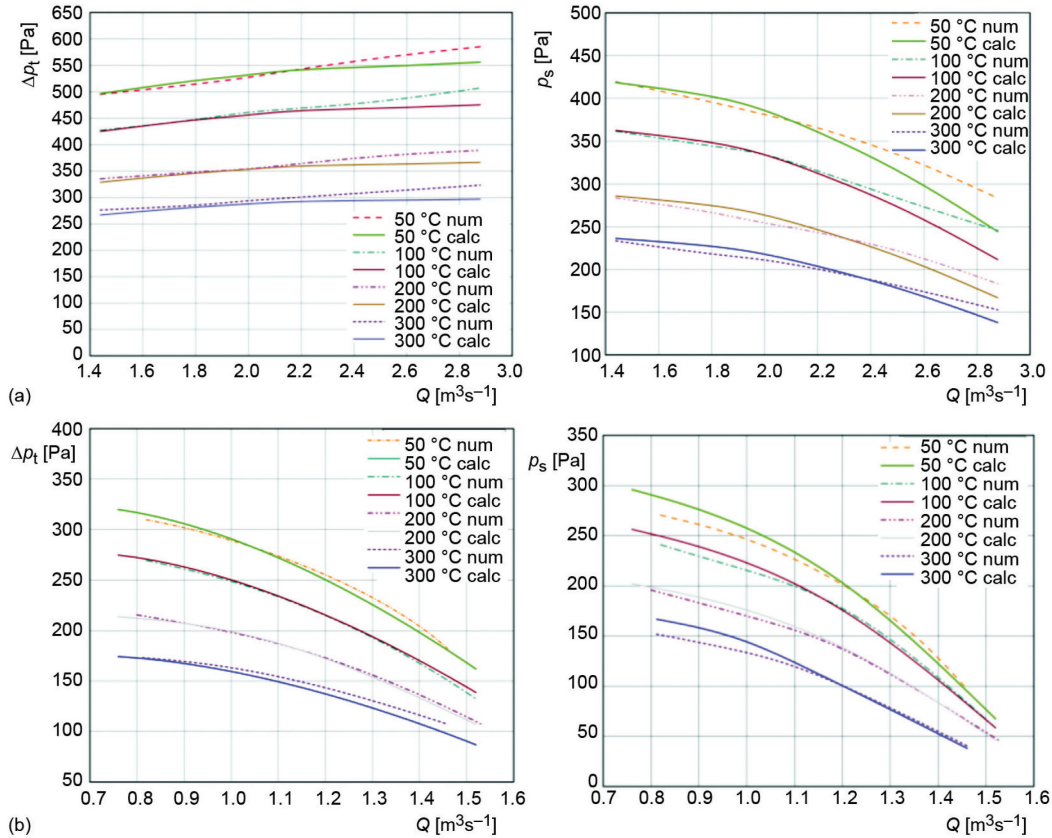 (a)
Δpt [Pa]
650
600
550
500
450
400
350
300
250
200
150
100
50
0
50 °C num
50 °C calc
100 °C num
100 °C calc
200 °C num
200 °C calc
300 °C num
300 °C calc
1.4 1.6 1.8 2.0 2.2 2.4 2.6 2.8 3.0
Q [m³s⁻¹]
ps [Pa]
500
450
400
350
300
250
200
150
100
50 °C num
50 °C calc
100 °C num
100 °C calc
200 °C num
200 °C calc
300 °C num
300 °C calc
1.4 1.6 1.8 2.0 2.2 2.4 2.6 2.8 3.0
Q [m³s⁻¹]
(b)
Δpt [Pa]
400
350
300
250
200
150
100
50
50 °C num
50 °C calc
100 °C num
100 °C calc
200 °C num
200 °C calc
300 °C num
300 °C calc
0.7 0.8 0.9 1.0 1.1 1.2 1.3 1.4 1.5 1.6
Q [m³s⁻¹]
ps [Pa]
350
300
250
200
150
100
50
0
50 °C num
50 °C calc
100 °C num
100 °C calc
200 °C num
200 °C calc
300 °C num
300 °C calc
0.7 0.8 0.9 1.0 1.1 1.2 1.3 1.4 1.5 1.6
Q [m³s⁻¹]